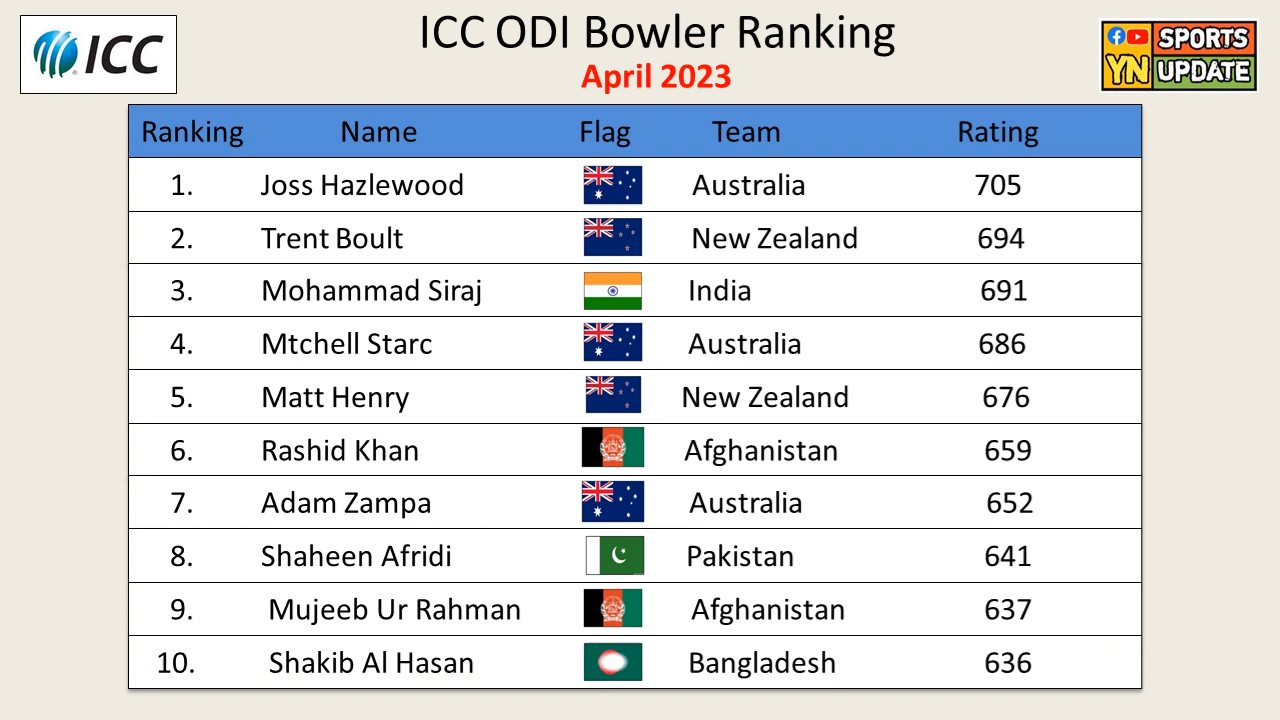 ICC ODI Bowler Ranking
April 2023
ICC
SPORTS
YN UPDATE
Ranking Name Flag Team Rating
1. Joss Hazlewood Australia 705
2. Trent Boult New Zealand 694
3. Mohammad Siraj India 691
4. Mtchell Starc Australia 686
5. Matt Henry New Zealand 676
6. Rashid Khan Afghanistan 659
7. Adam Zampa Australia 652
8. Shaheen Afridi Pakistan 641
9. Mujeeb Ur Rahman Afghanistan 637
10. Shakib Al Hasan Bangladesh 636